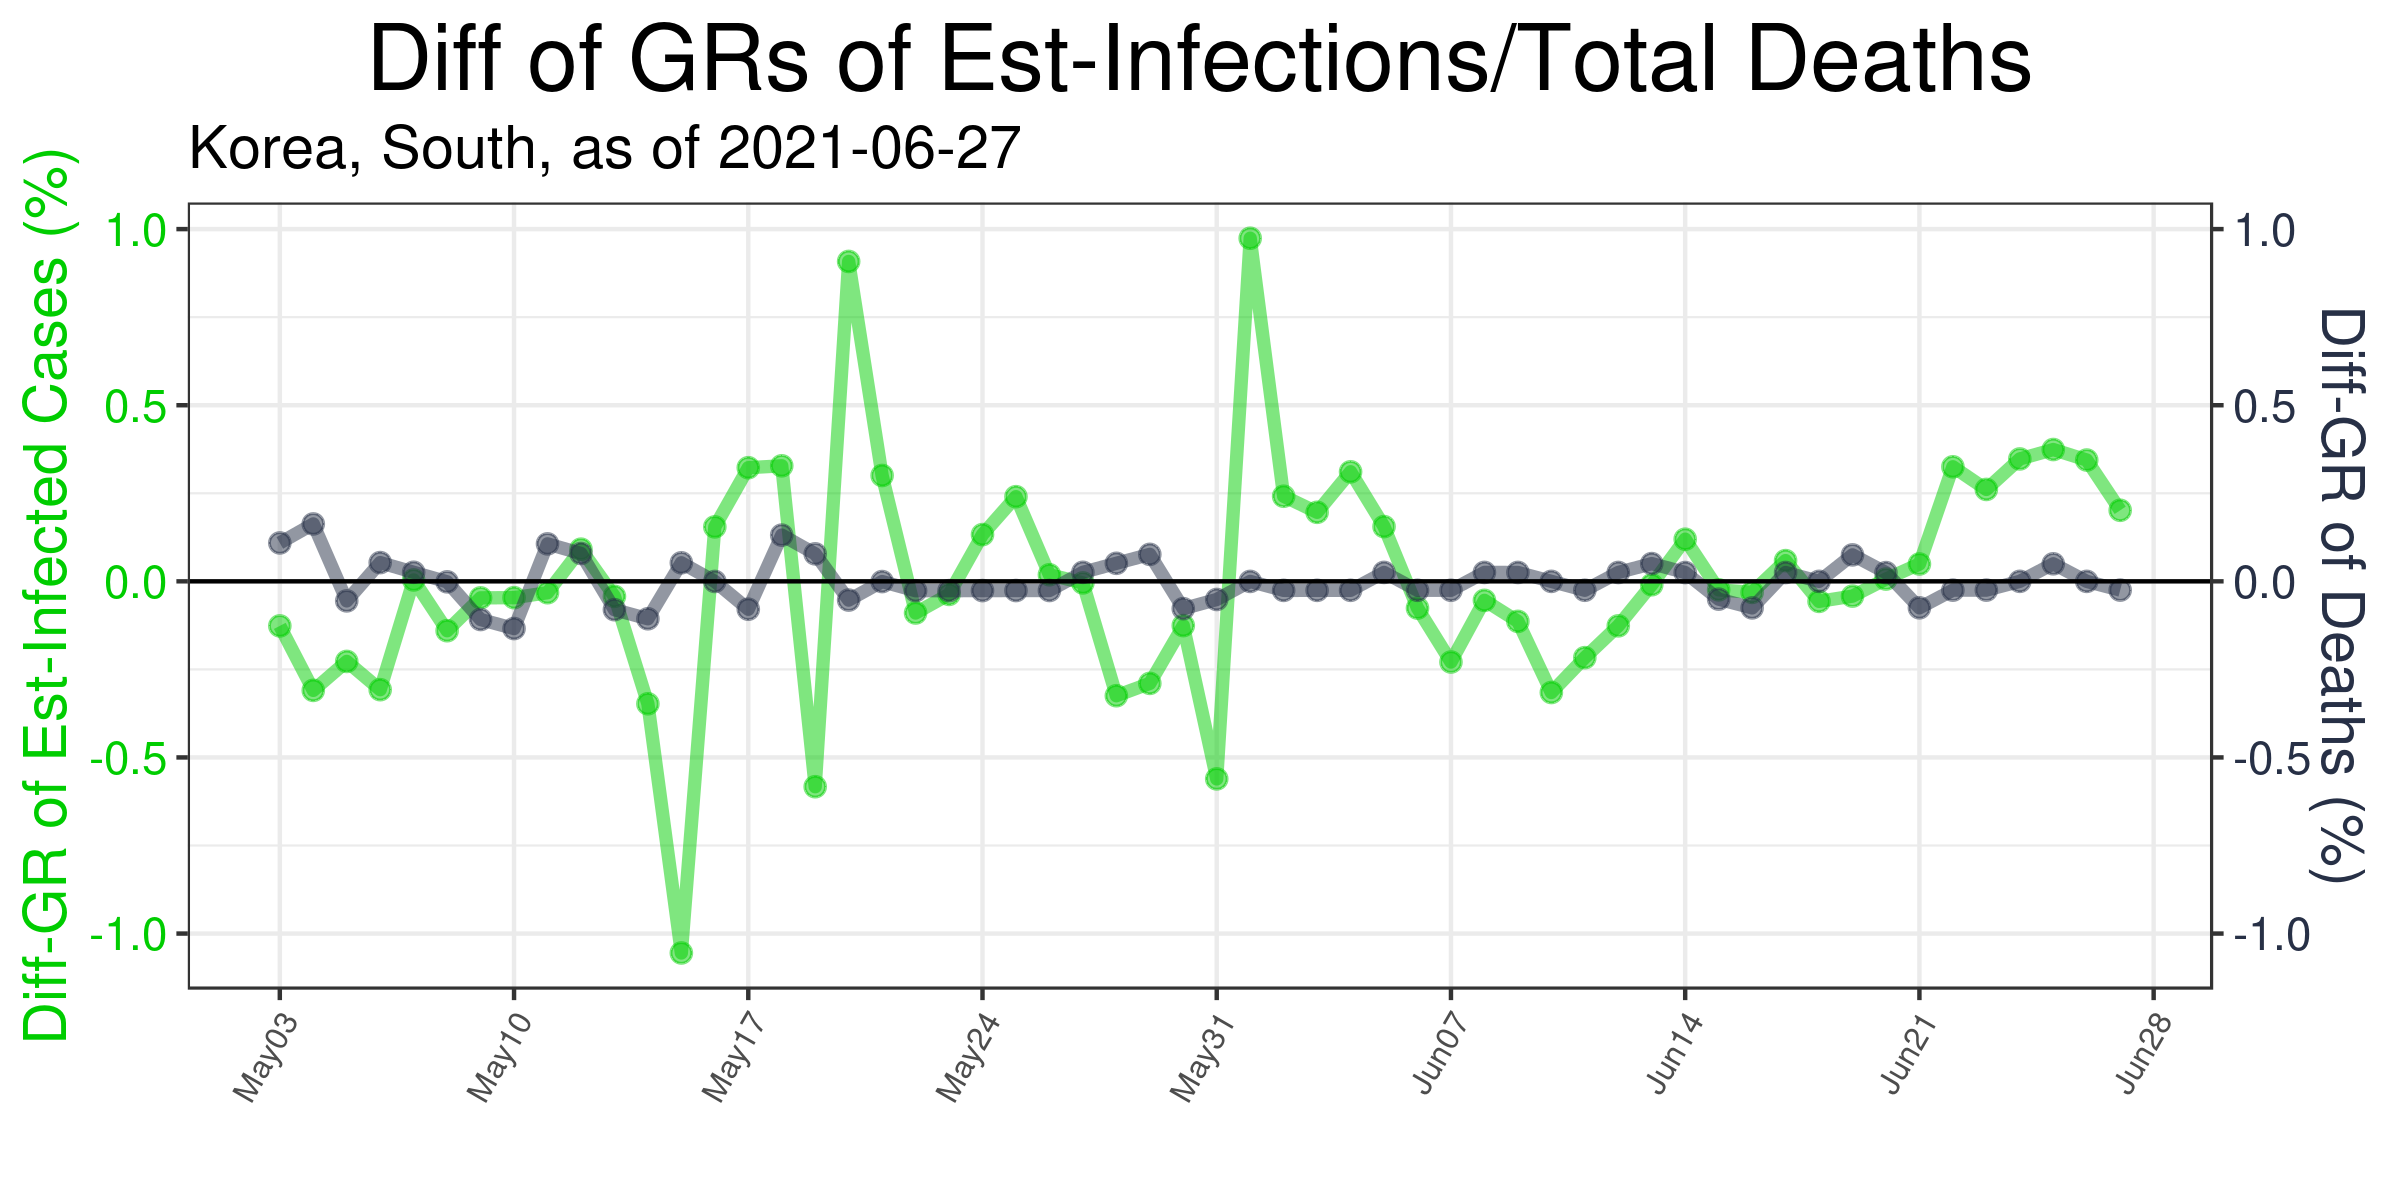 Diff of GRs of Est-Infections/Total Deaths
Korea, South, as of 2021-06-27
Diff-GR of Est-Infected Cases (%)
1.0
0.5
0.0
-0.5
-1.0
1.0
0.5
0.0
-0.5
-1.0
Diff-GR of Deaths (%)
May03
May10
May17
May24
May31
Jun07
Jun14
Jun21
Jun28